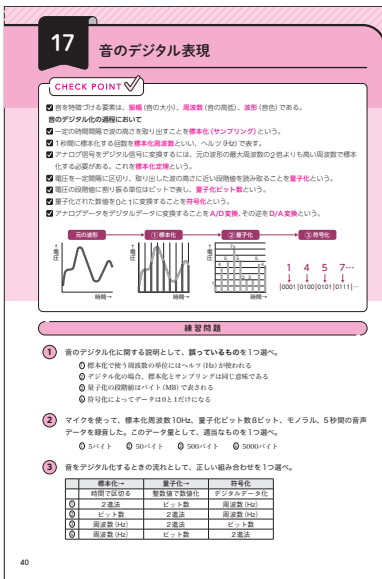 17
音のデジタル表現
CHECK POINT
音を特徴づける要素は、振幅(音の大小)、周波数(音の高低)、波形(音色)である。
音のデジタル化の過程において
一定の時間間隔で波の高さを取り出すことを標本化(サンプリング)という。
1秒間に標本化する回数を標本化周波数といい、ヘルツ(Hz)で表す。
アナログ信号をデジタル信号に変換するには、元の波形の最大周波数の2倍よりも高い周波数で標本
化する必要がある。これを標本化定理という。
電圧を一定間隔に区切り、取り出した波の高さに近い段階値を読み取ることを量子化という。
電圧の段階値に割り振る単位はビットで表し、量子化ビット数という。
量子化された数値を0と1に変換することを符号化という。
アナログデータをデジタルデータに変換することをA/D変換、その逆をD/A変換という。
元の波形 ①標本化 ②量子化 ③符号化
↑電圧 時間→ ↑電圧 時間→
1 4 5 7…
↓ ↓ ↓ ↓
|0001|0100|0101|0111|…
練習問題
1 音のデジタル化に関する説明として、誤っているものを1つ選べ。
① 標本化で使う周波数の単位にはヘルツ(Hz)が使われる
② デジタル化の場合、標本化とサンプリングは同じ意味である
③ 量子化の段階値はバイト(MB)で表される
④ 符号化によってデータは0と1だけになる
2 マイクを使って、標本化周波数10Hz、量子化ビット数8ビット、モノラル、5秒間の音声
データを録音した。このデータ量として、適当なものを1つ選べ。
① 5バイト ② 50バイト ③ 500バイト ④ 5000バイト
3 音をデジタル化するときの流れとして、正しい組み合わせを1つ選べ。
標本化→ 量子化→ 符号化
時間で区切る 整数値で数値化 デジタルデータ化
① 2進法 ビット数 周波数(Hz)
② ビット数 2進法 周波数(Hz)
③ 周波数(Hz) 2進法 ビット数
④ 周波数(Hz) ビット数 2進法
40